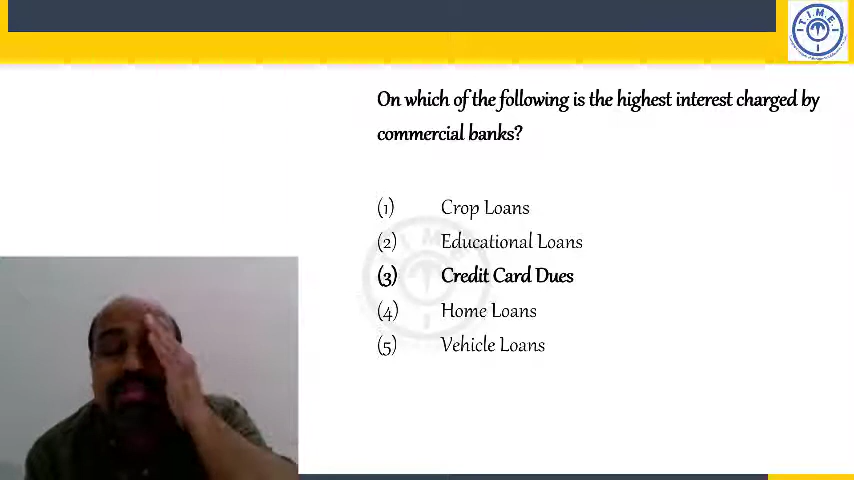 T.I.M.E.
On which of the following is the highest interest charged by
commercial banks?
(1) Crop Loans
(2) Educational Loans
(3) Credit Card Dues
(4) Home Loans
(5) Vehicle Loans